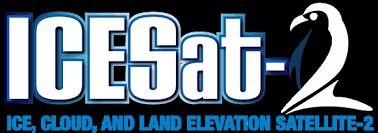 ICESat-2
ICE, CLOUD, AND LAND ELEVATION SATELLITE-2